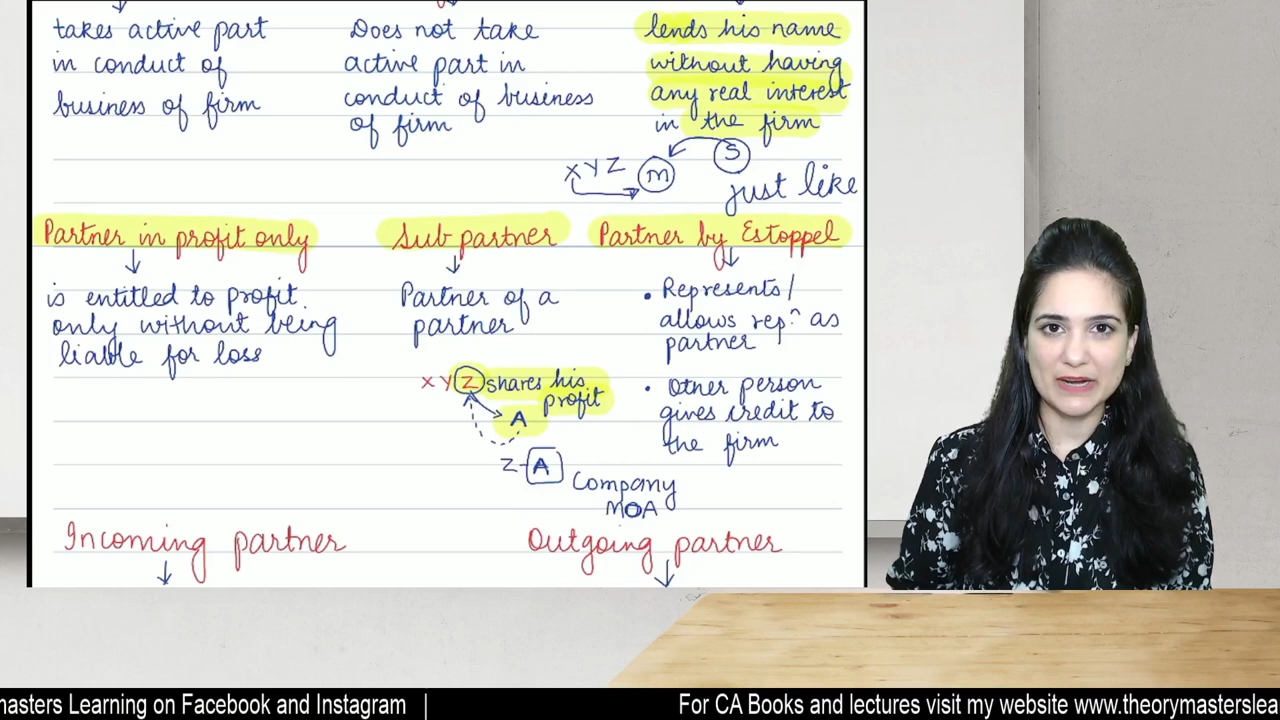 takes active part
in conduct of
business of firm
Does not take
active part in
conduct of business
of firm
lends his name
without having
any real interest
in the firm
X Y Z
M
S
just like
Partner in profit only
is entitled to profit
only without being
liable for loss
Sub partner
Partner of a
partner
X Y Z shares his
profit
A
Z - A
Company
MOA
Partner by Estoppel
• Represents/
allows repⁿ as
partner
• Other person
gives credit to
the firm
Incoming partner
Outgoing partner
masters Learning on Facebook and Instagram |
For CA Books and lectures visit my website www.theorymasterslea